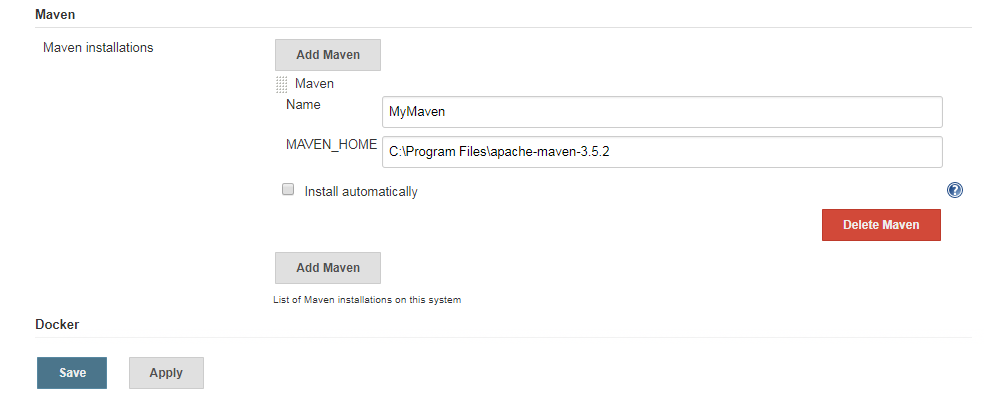 Maven
Maven installations
Add Maven
Maven
Name
MyMaven
MAVEN_HOME
C:\Program Files\apache-maven-3.5.2
Install automatically
?
Delete Maven
Add Maven
List of Maven installations on this system
Docker
Save Apply